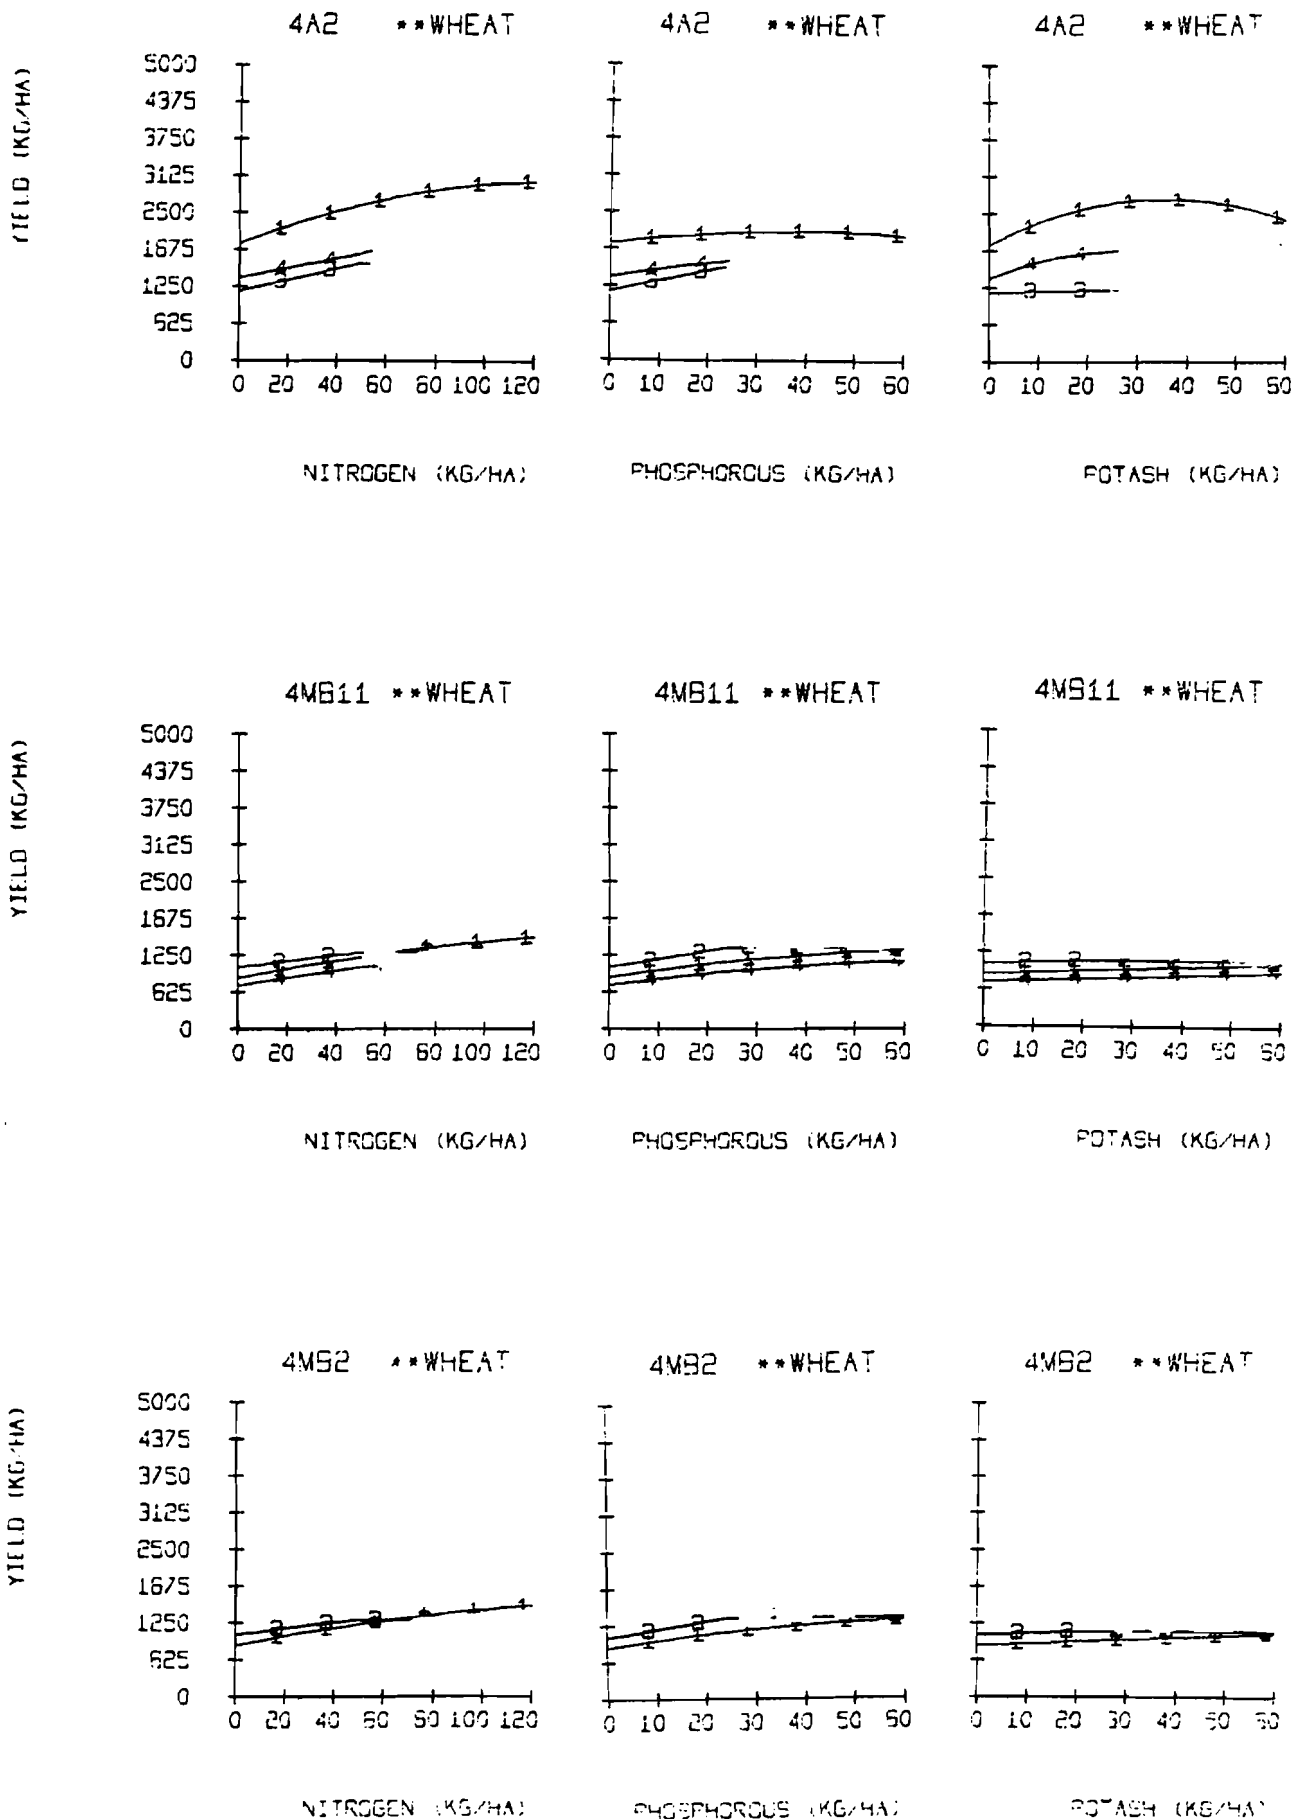 4A2 **WHEAT
4A2 **WHEAT
4A2 **WHEAT
YIELD (KG/HA)
5000
4375
3750
3125
2500
1675
1250
625
0
0 20 40 60 80 100 120
0 10 20 30 40 50 60
0 10 20 30 40 50 60
NITROGEN (KG/HA)
PHOSPHOROUS (KG/HA)
POTASH (KG/HA)
4MB11 **WHEAT
4MB11 **WHEAT
4MB11 **WHEAT
YIELD (KG/HA)
5000
4375
3750
3125
2500
1675
1250
625
0
0 20 40 60 80 100 120
0 10 20 30 40 50 60
0 10 20 30 40 50 60
NITROGEN (KG/HA)
PHOSPHOROUS (KG/HA)
POTASH (KG/HA)
4MB2 **WHEAT
4MB2 **WHEAT
4MB2 **WHEAT
YIELD (KG/HA)
5000
4375
3750
3125
2500
1675
1250
625
0
0 20 40 60 80 100 120
0 10 20 30 40 50 60
0 10 20 30 40 50 60
NITROGEN (KG/HA)
PHOSPHOROUS (KG/HA)
POTASH (KG/HA)